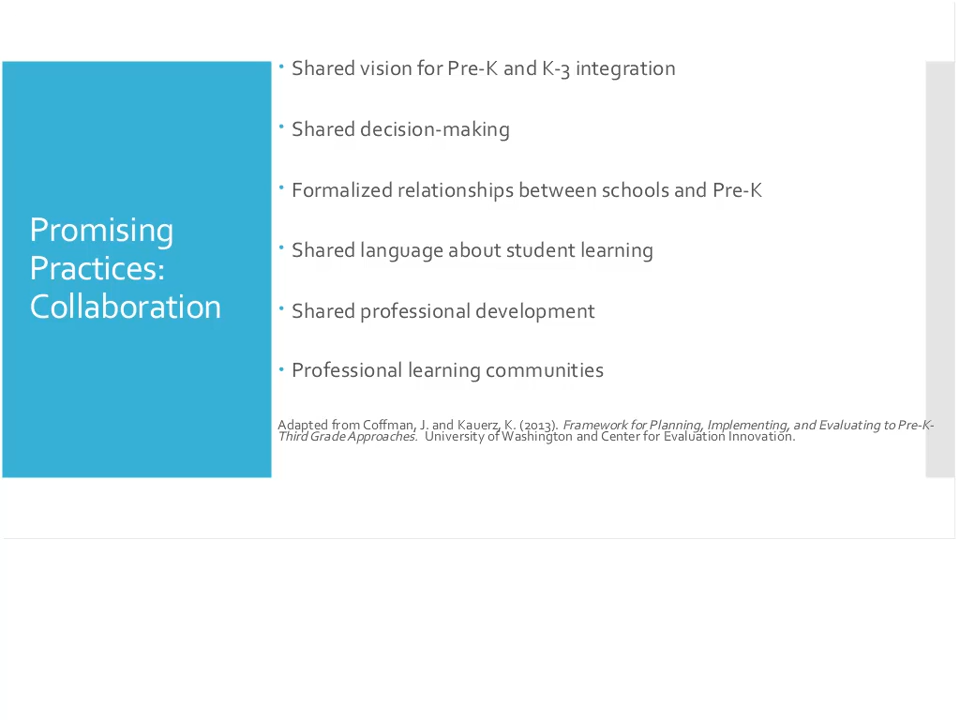 Promising
Practices:
Collaboration
• Shared vision for Pre-K and K-3 integration
• Shared decision-making
• Formalized relationships between schools and Pre-K
• Shared language about student learning
• Shared professional development
• Professional learning communities
Adapted from Coffman, J. and Kauerz, K. (2013). Framework for Planning, Implementing, and Evaluating to Pre-K-
Third Grade Approaches. University of Washington and Center for Evaluation Innovation.